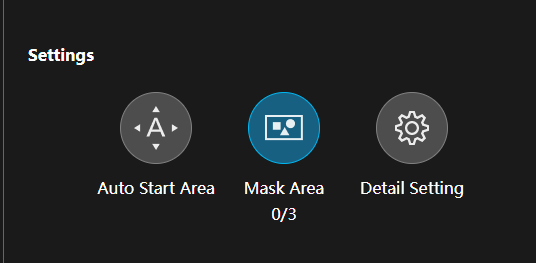 Settings
A
Auto Start Area
Mask Area
Detail Setting
0/3